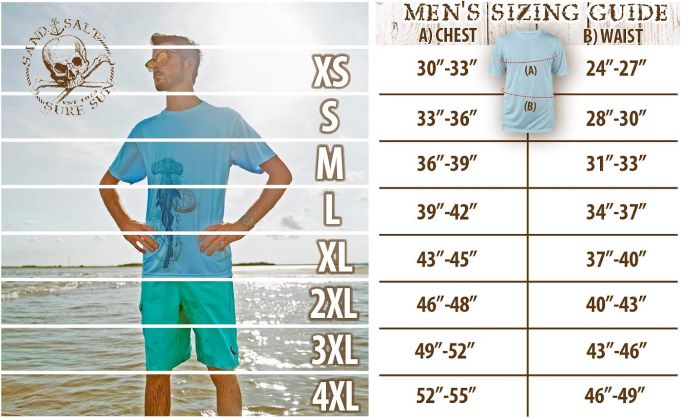 SAND & SALT
EST 1972
SURF SUN
MEN'S SIZING GUIDE
A) CHEST B) WAIST
(A)
(B)
XS 30”-33” 24”-27”
S 33”-36” 28”-30”
M 36”-39” 31”-33”
L 39”-42” 34”-37”
XL 43”-45” 37”-40”
2XL 46”-48” 40”-43”
3XL 49”-52” 43”-46”
4XL 52”-55” 46”-49”